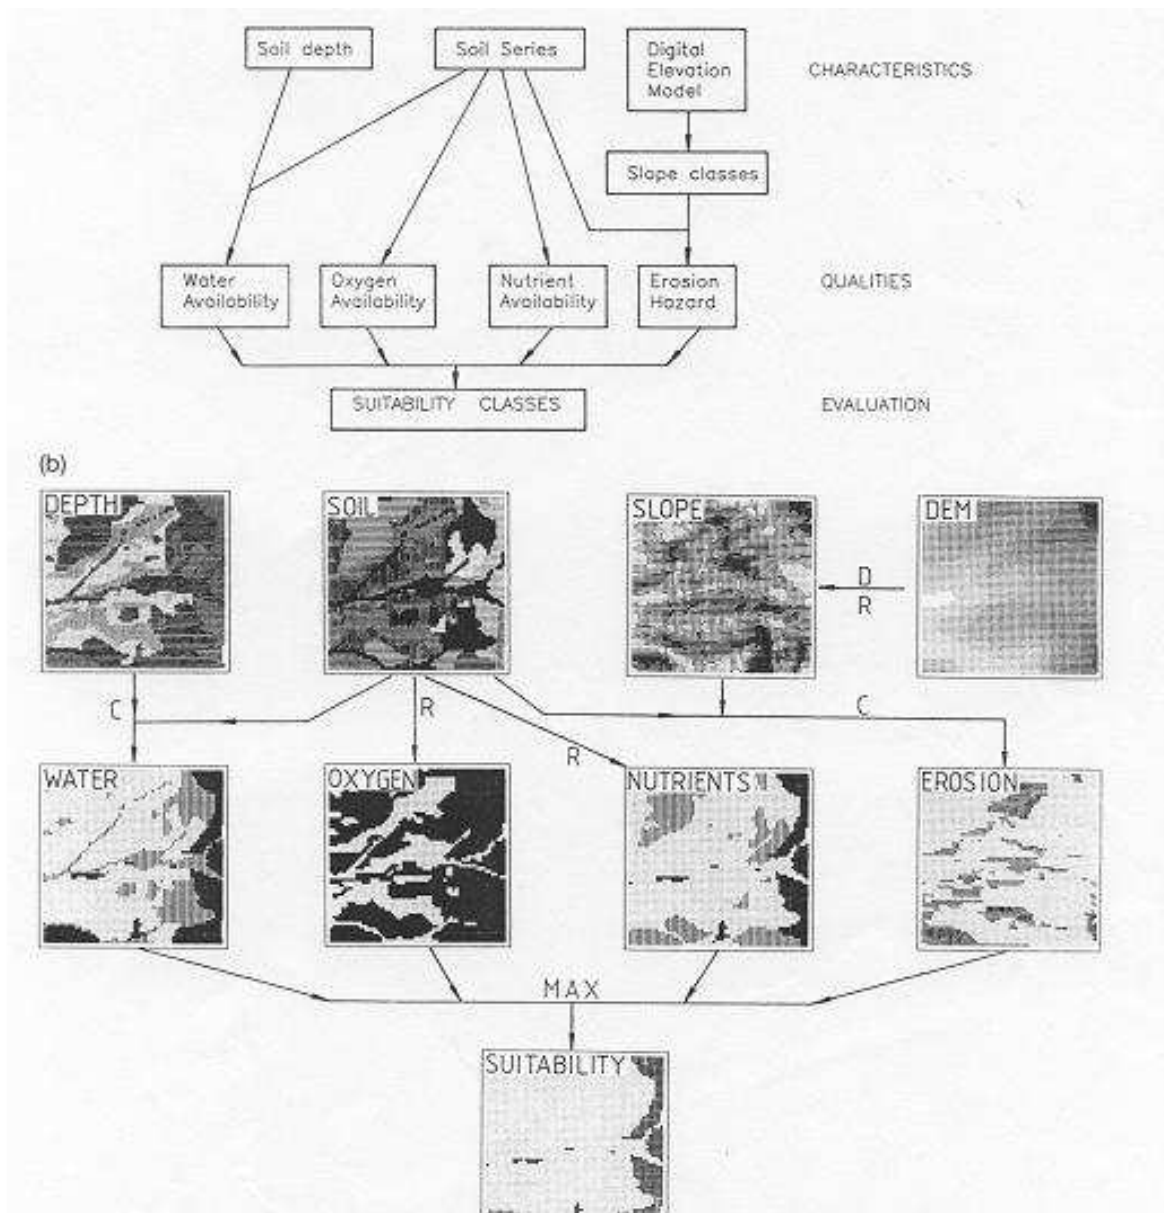 Soil depth
Soil Series
Digital
Elevation
Model
CHARACTERISTICS
Slope classes
Water
Availability
Oxygen
Availability
Nutrient
Availability
Erosion
Hazard
QUALITIES
SUITABILITY CLASSES
EVALUATION
(b)
DEPTH
SOIL
SLOPE
DEM
D
R
C
R
R
C
WATER
OXYGEN
NUTRIENTS
EROSION
MAX
SUITABILITY